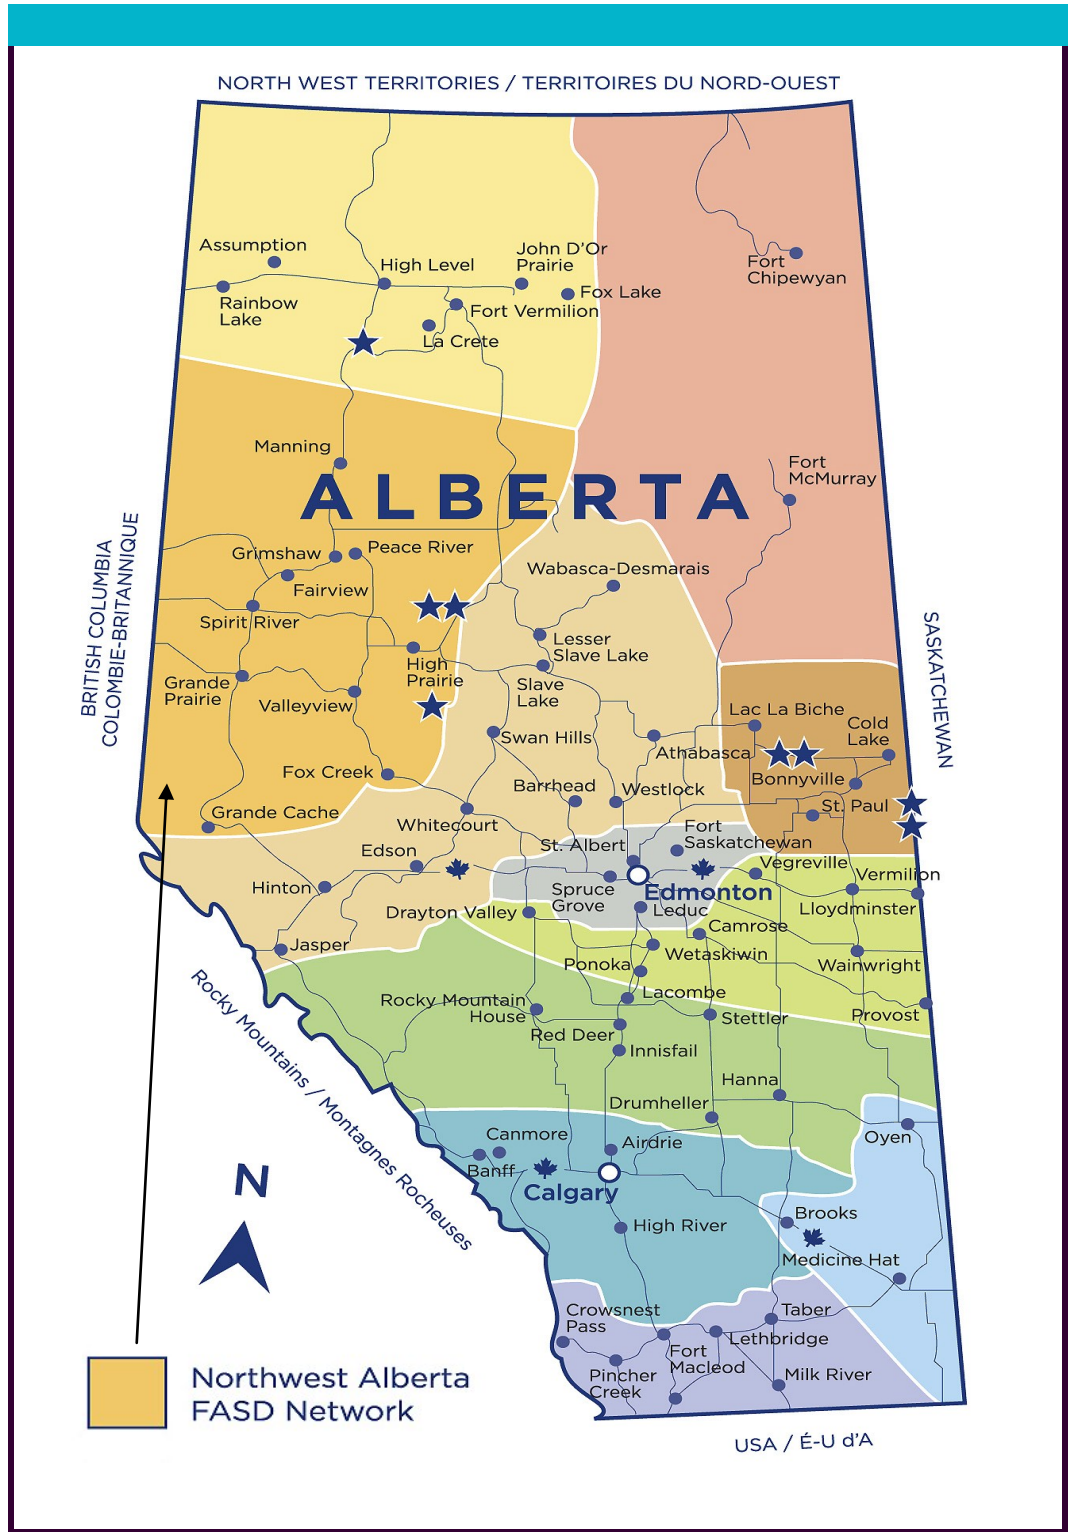 NORTH WEST TERRITORIES / TERRITOIRES DU NORD-OUEST
Assumption
John D'Or
Prairie
High Level
Fort
Chipewyan
Rainbow
Lake
Fox Lake
Fort Vermilion
La Crete
Manning
Fort
McMurray
ALBERTA
BRITISH COLUMBIA
COLOMBIE-BRITANNIQUE
Grimshaw
Peace River
Fairview
Wabasca-Desmarais
Spirit River
Lesser
Slave Lake
SASKATCHEWAN
High
Prairie
Grande
Prairie
Slave
Lake
Valleyview
Lac La Biche
Cold
Lake
Swan Hills
Athabasca
Fox Creek
Bonnyville
Barrhead
Westlock
St. Paul
Grande Cache
Whitecourt
Fort
Saskatchewan
St. Albert
Edson
Vegreville
Vermilion
Hinton
Spruce
Grove
Edmonton
Drayton Valley
Leduc
Lloydminster
Camrose
Jasper
Wetaskiwin
Ponoka
Wainwright
Rocky Mountains / Montagnes Rocheuses
Lacombe
Rocky Mountain
House
Stettler
Provost
Red Deer
Innisfail
Hanna
Drumheller
Oyen
Canmore
Airdrie
Banff
N
Calgary
Brooks
High River
Medicine Hat
Crowsnest
Pass
Taber
Lethbridge
Fort
Macleod
Pincher
Creek
Milk River
Northwest Alberta
FASD Network
USA / É-U d'A